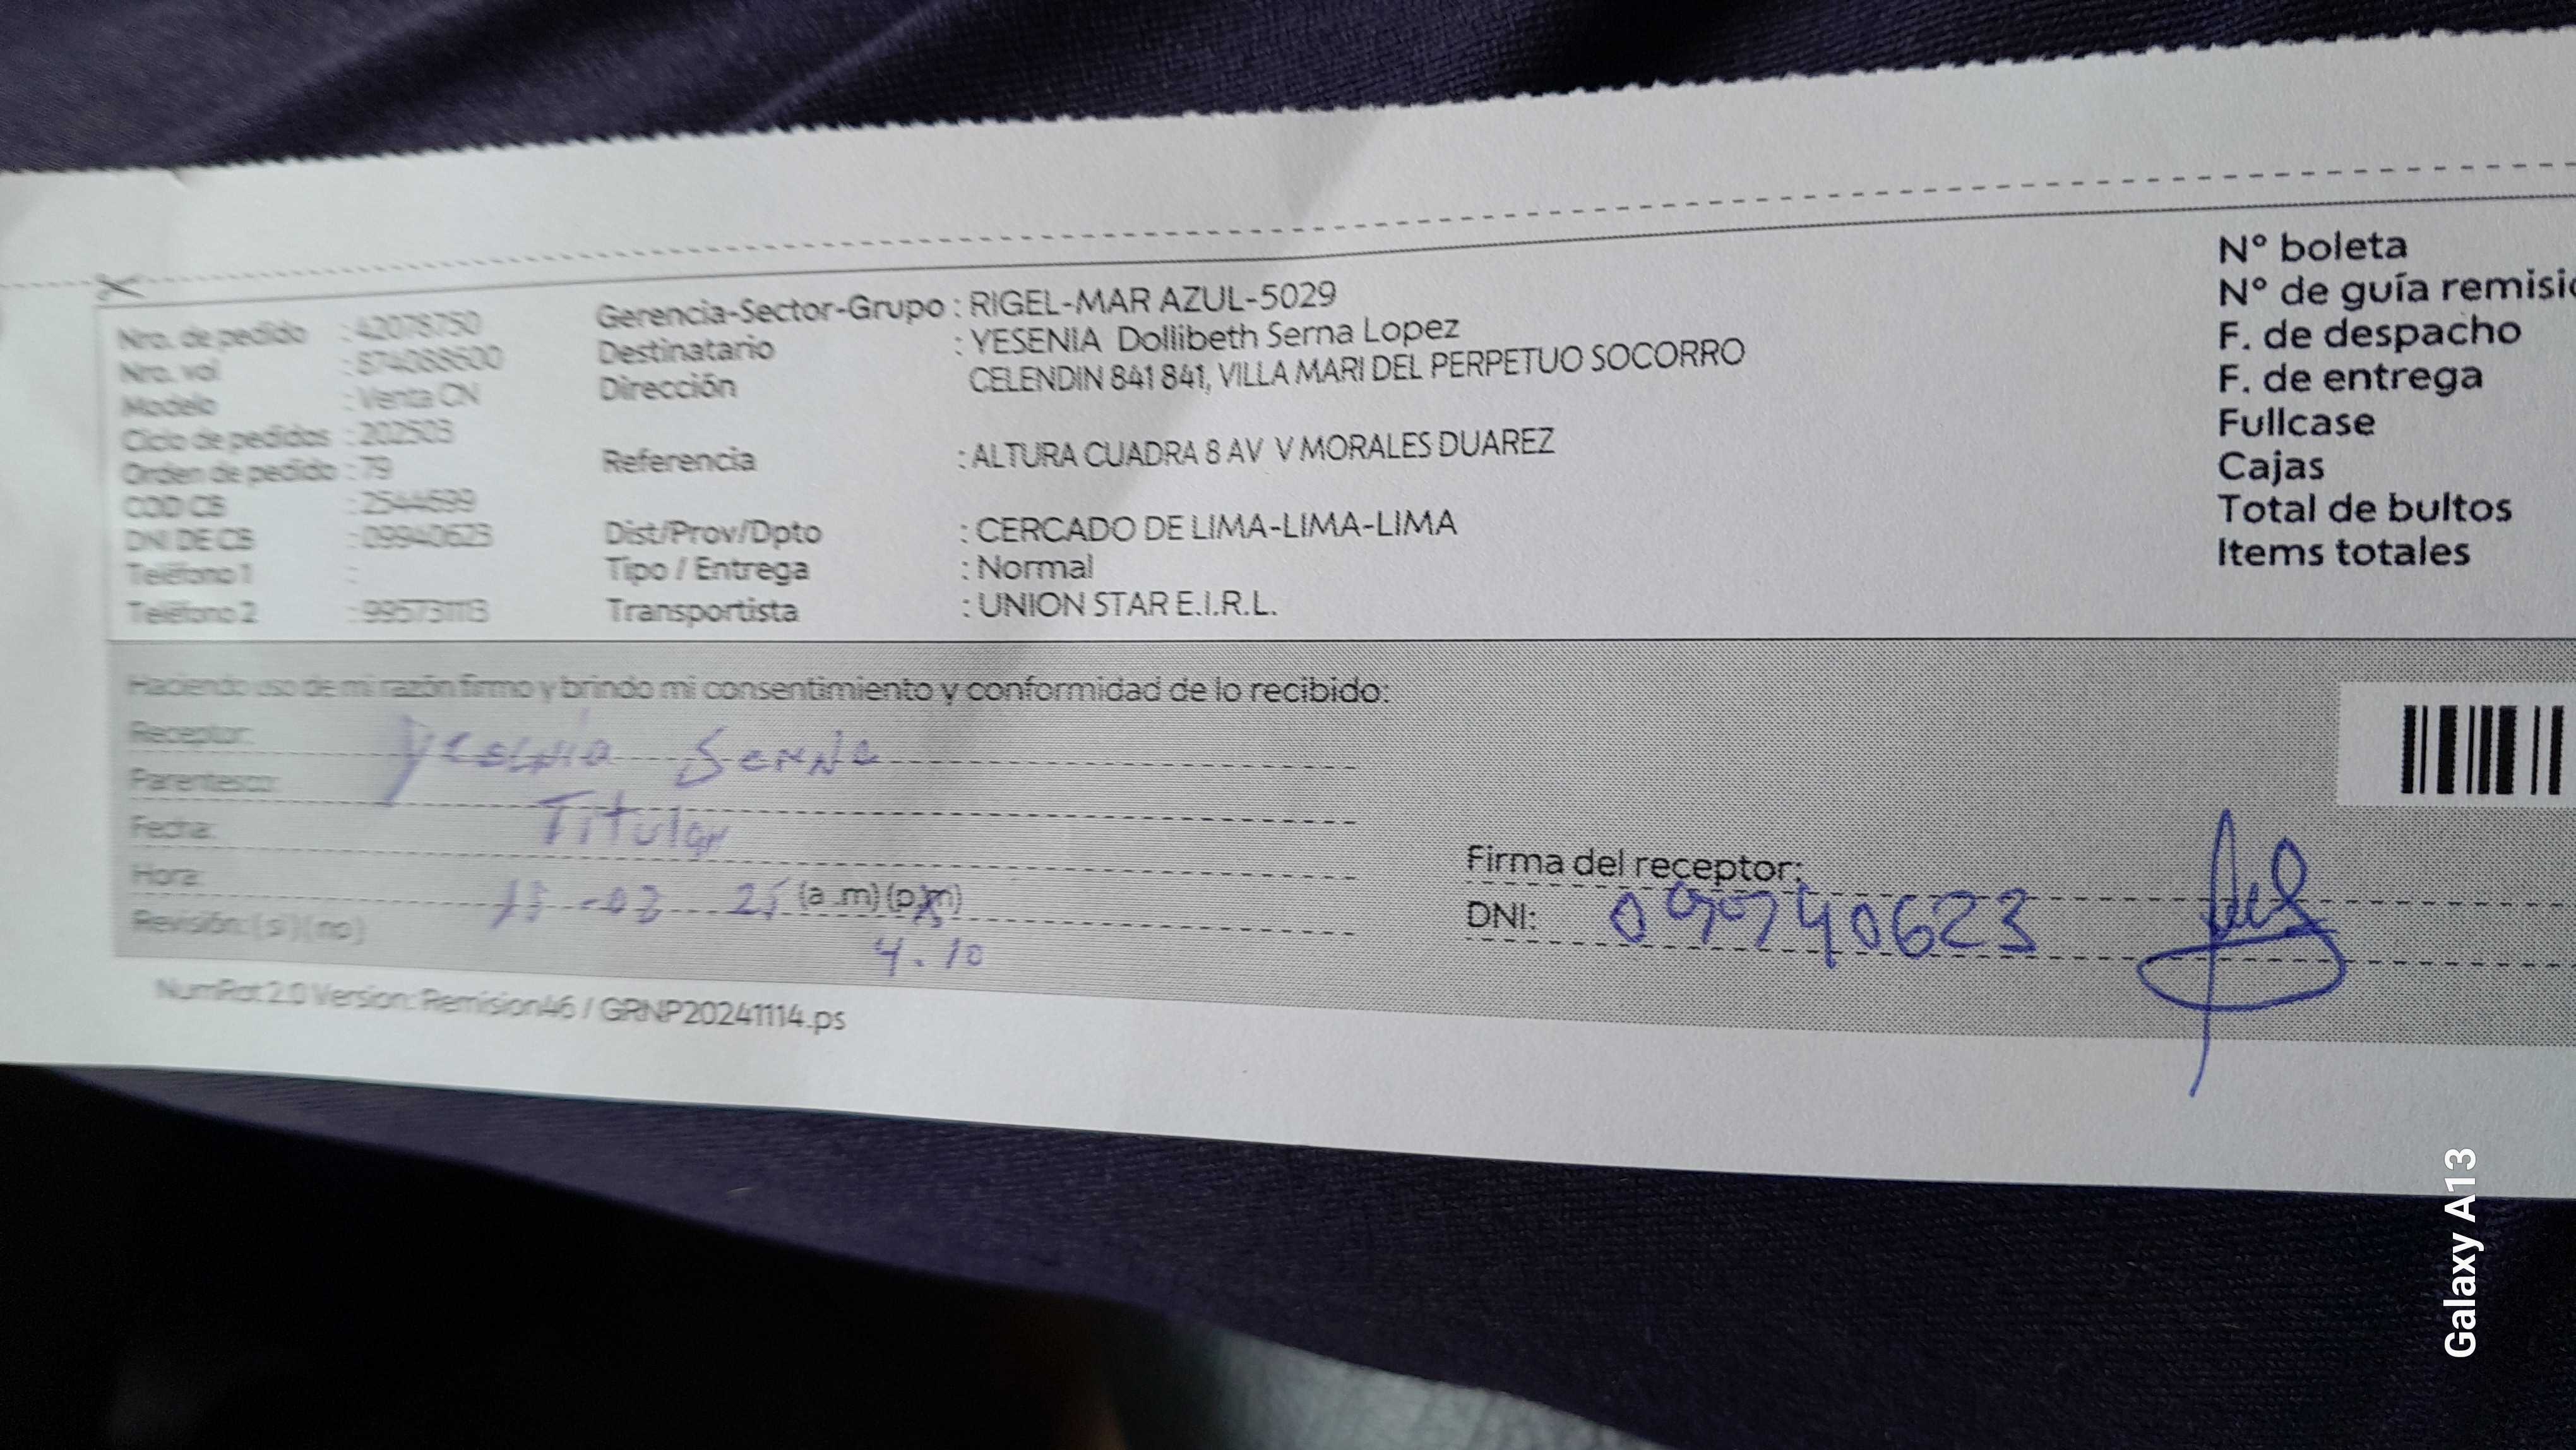 Nro. de pedido : 42078750
Nro. vol : 874088600
Modelo : Venta CN
Ciclo de pedidos : 202503
Orden de pedido : 79
COD CB : 2544699
DNI DE CB : 09940623
Teléfono 1 :
Teléfono 2 : 995731113
Gerencia-Sector-Grupo : RIGEL-MAR AZUL-5029
Destinatario : YESENIA Dollibeth Serna Lopez
Dirección CELENDIN 841 841, VILLA MARI DEL PERPETUO SOCORRO
Referencia : ALTURA CUADRA 8 AV V MORALES DUAREZ
Dist/Prov/Dpto : CERCADO DE LIMA-LIMA-LIMA
Tipo / Entrega : Normal
Transportista : UNION STAR E.I.R.L.
N° boleta
N° de guía remisi
F. de despacho
F. de entrega
Fullcase
Cajas
Total de bultos
Items totales
Haciendo uso de mi razón firmo y brindo mi consentimiento y conformidad de lo recibido:
Receptor: Yesenia Serna
Parentesco: Titular
Fecha:
Hora: -03 25 (a.m) (p.m)
Revisión: (si) (no) 4.10
Firma del receptor:
DNI: 09940623
NumRot 2.0 Version: Remision46 / GRNP20241114.ps
Galaxy A13